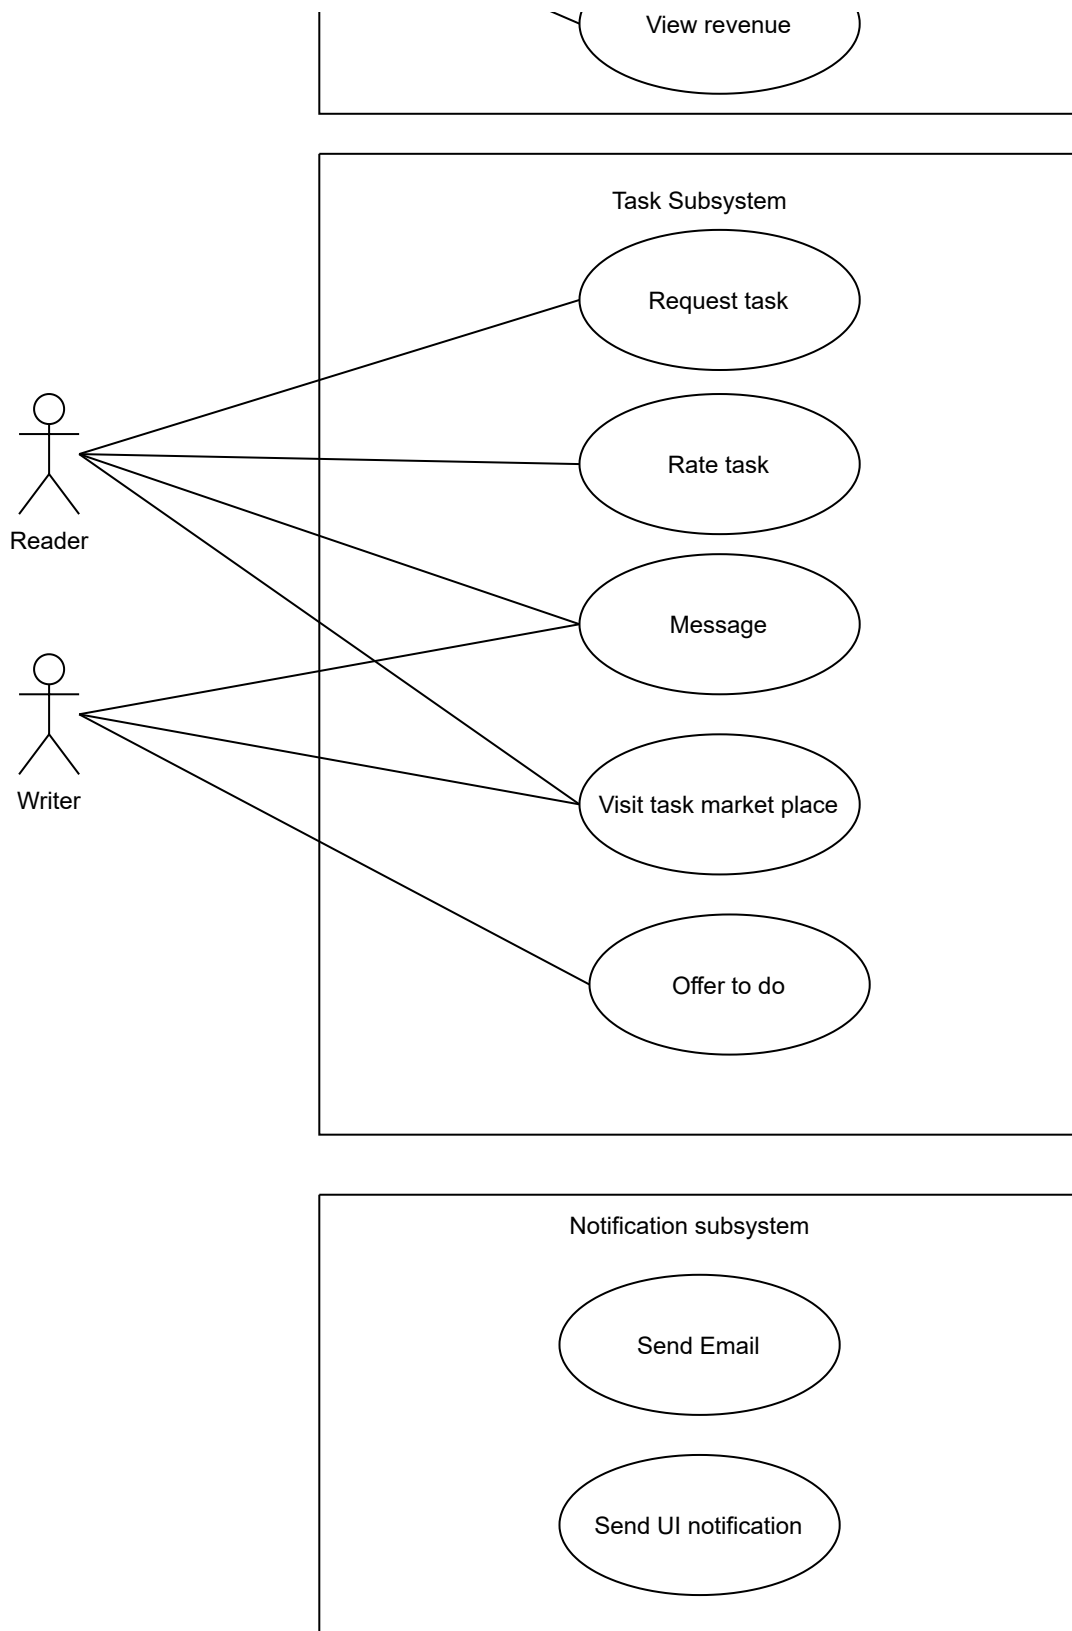 View revenue
Task Subsystem
Request task
Rate task
Reader
Message
Writer
Visit task market place
Offer to do
Notification subsystem
Send Email
Send UI notification